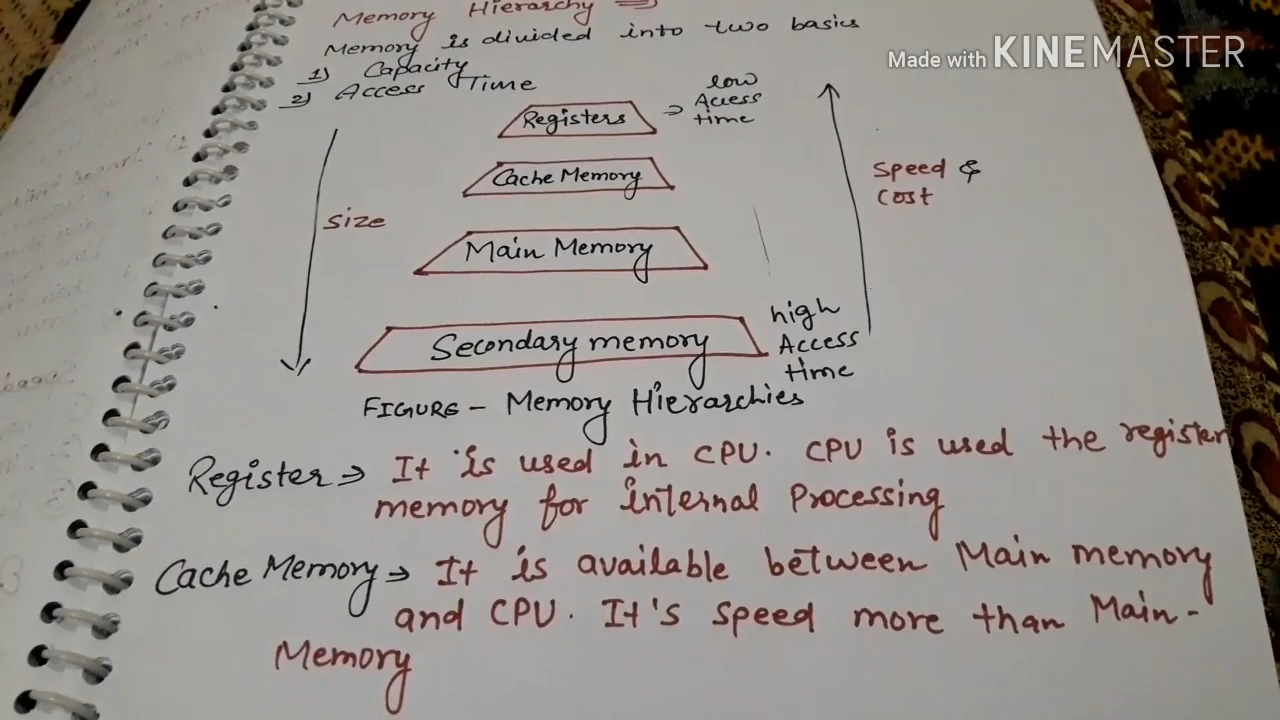 Memory Hierarchy ⇒
Memory is divided into two basics
1) Capacity
2) Access Time
Made with KINEMASTER
Registers
⇒ low Access time
Cache Memory
Main Memory
Secondary memory
high Access time
Size
Speed & Cost
FIGURE - Memory Hierarchies
Register ⇒ It is used in CPU. CPU is used the register
memory for internal Processing
Cache Memory ⇒ It is available between Main memory
and CPU. It's speed more than Main-
Memory